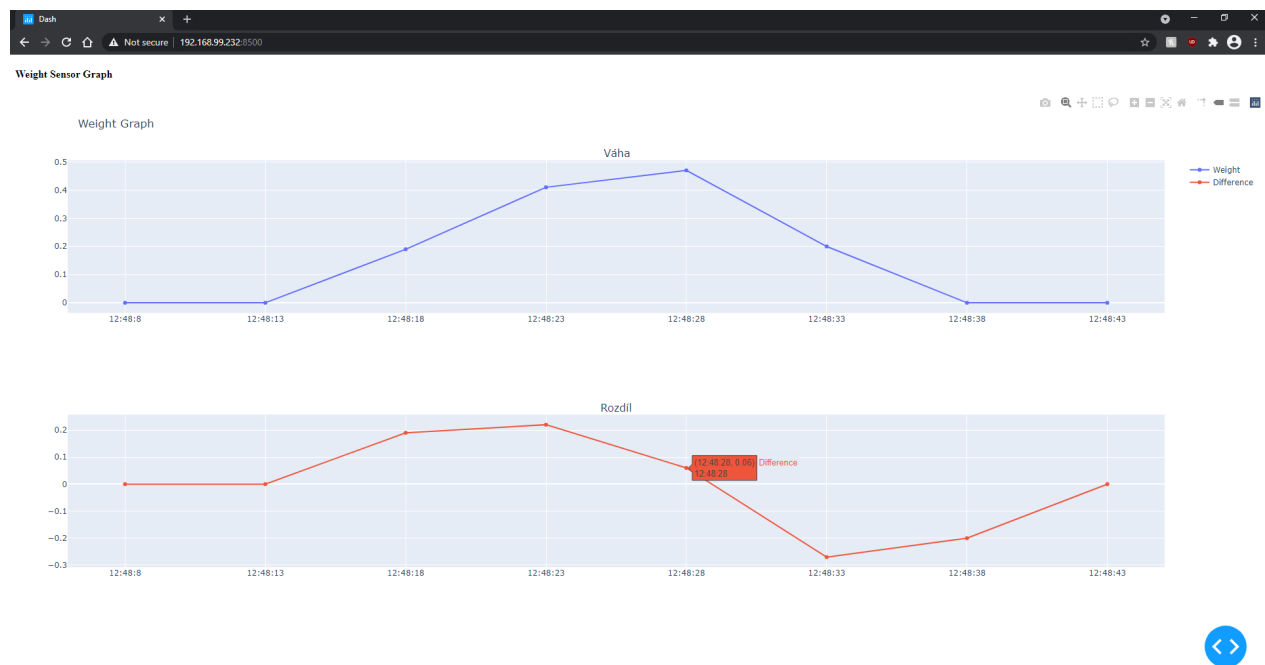 Dash
Not secure | 192.168.99.232:8500
Weight Sensor Graph
Weight Graph
Váha
Weight
Difference
0.5
0.4
0.3
0.2
0.1
0
12:48:8 12:48:13 12:48:18 12:48:23 12:48:28 12:48:33 12:48:38 12:48:43
Rozdíl
0.2
0.1
0
−0.1
−0.2
−0.3
(12:48:28, 0.06) Difference
12:48:28
12:48:8 12:48:13 12:48:18 12:48:23 12:48:28 12:48:33 12:48:38 12:48:43